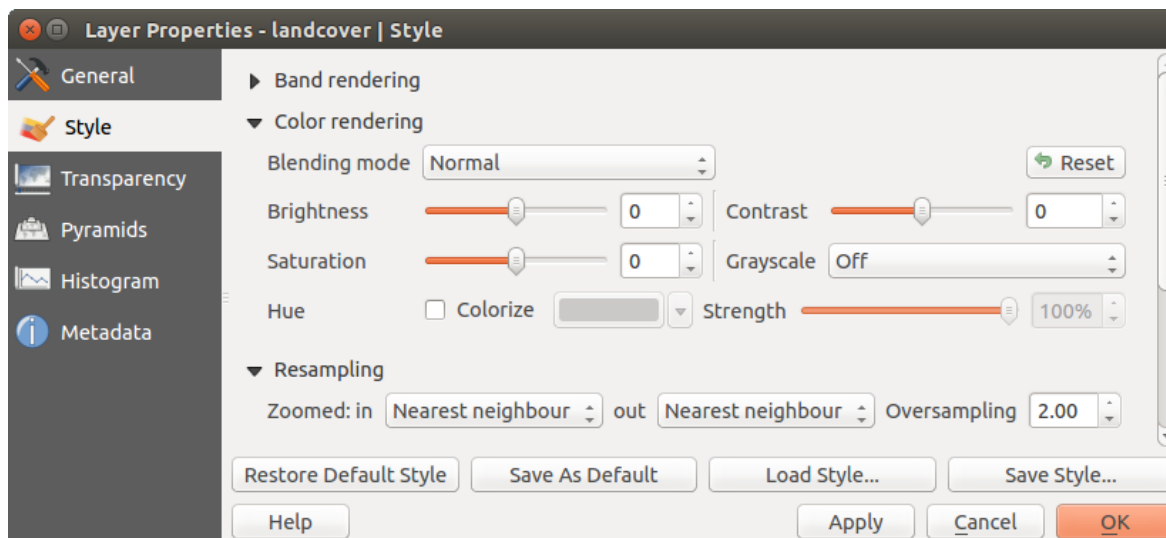 Layer Properties - landcover | Style
General
Style
Transparency
Pyramids
Histogram
Metadata
Band rendering
Color rendering
Blending mode Normal Reset
Brightness 0 Contrast 0
Saturation 0 Grayscale Off
Hue Colorize Strength 100%
Resampling
Zoomed: in Nearest neighbour out Nearest neighbour Oversampling 2.00
Restore Default Style Save As Default Load Style... Save Style...
Help Apply Cancel OK